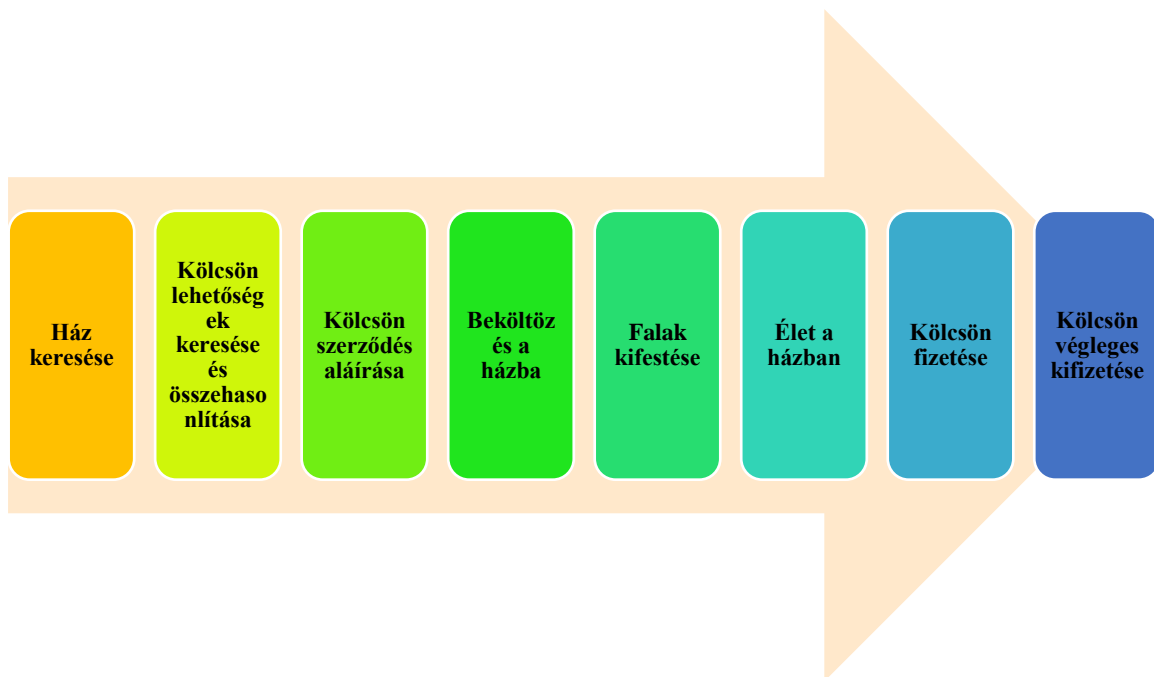 Ház
keresése
Kölcsön
lehetőség
ek
keresése
és
összehaso
nlítása
Kölcsön
szerződés
aláírása
Beköltöz
és a
házba
Falak
kifestése
Élet a
házban
Kölcsön
fizetése
Kölcsön
végleges
kifizetése